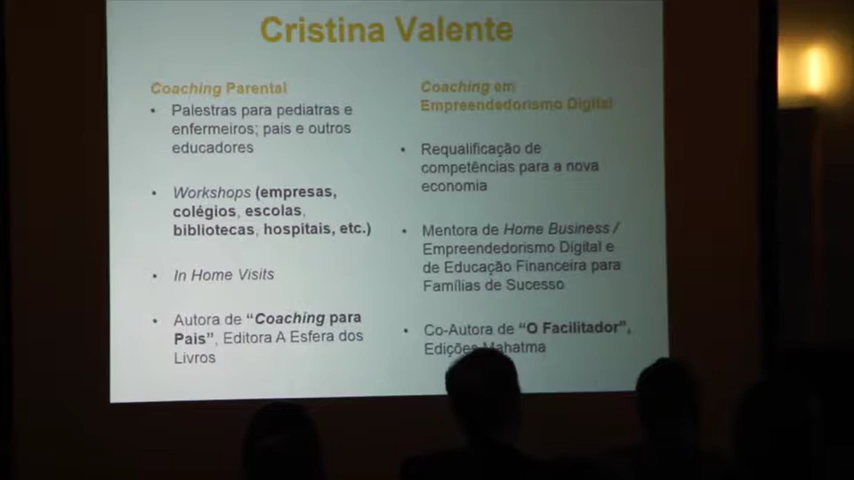 Cristina Valente
Coaching Parental
• Palestras para pediatras e
enfermeiros; pais e outros
educadores
• Workshops (empresas,
colégios, escolas,
bibliotecas, hospitais, etc.)
• In Home Visits
• Autora de “Coaching para
Pais”, Editora A Esfera dos
Livros
Coaching em
Empreendedorismo Digital
• Requalificação de
competências para a nova
economia
• Mentora de Home Business /
Empreendedorismo Digital e
de Educação Financeira para
Famílias de Sucesso
• Co-Autora de “O Facilitador”,
Edições Mahatma